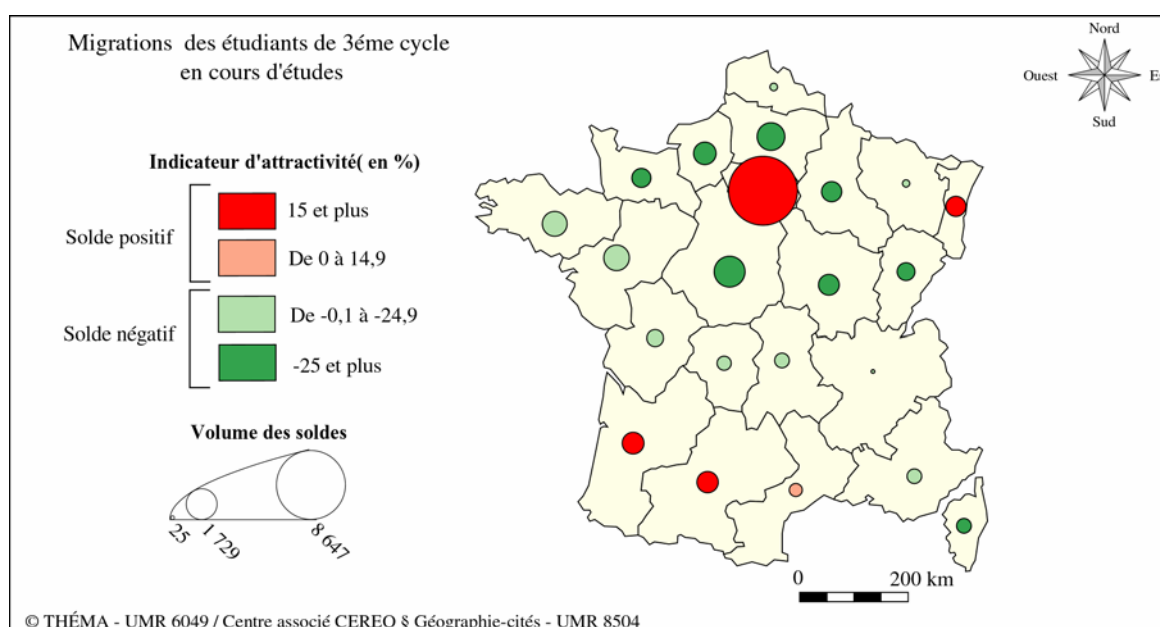 Migrations des étudiants de 3éme cycle
en cours d'études
Nord
Ouest
Es
Sud
Indicateur d'attractivité( en %)
Solde positif
15 et plus
De 0 à 14,9
Solde négatif
De -0,1 à -24,9
-25 et plus
Volume des soldes
25
1 729
8 647
0
200 km
© THÉMA - UMR 6049 / Centre associé CEREQ § Géographie-cités - UMR 8504